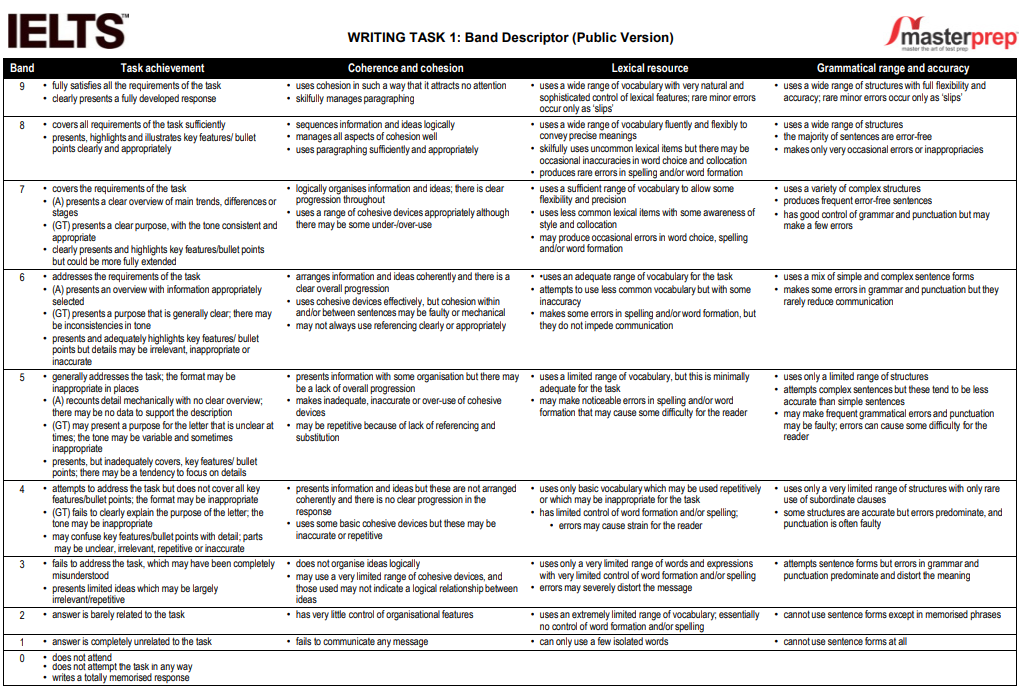 IELTS™
WRITING TASK 1: Band Descriptor (Public Version)
masterprep
master the art of test prep
Band Task achievement Coherence and cohesion Lexical resource Grammatical range and accuracy
9
• fully satisfies all the requirements of the task
• clearly presents a fully developed response
• uses cohesion in such a way that it attracts no attention
• skilfully manages paragraphing
• uses a wide range of vocabulary with very natural and
sophisticated control of lexical features; rare minor errors
occur only as 'slips'
• uses a wide range of structures with full flexibility and
accuracy; rare minor errors occur only as 'slips'
8
• covers all requirements of the task sufficiently
• presents, highlights and illustrates key features/ bullet
points clearly and appropriately
• sequences information and ideas logically
• manages all aspects of cohesion well
• uses paragraphing sufficiently and appropriately
• uses a wide range of vocabulary fluently and flexibly to
convey precise meanings
• skilfully uses uncommon lexical items but there may be
occasional inaccuracies in word choice and collocation
• produces rare errors in spelling and/or word formation
• uses a wide range of structures
• the majority of sentences are error-free
• makes only very occasional errors or inappropriacies
7
• covers the requirements of the task
• (A) presents a clear overview of main trends, differences or
stages
• (GT) presents a clear purpose, with the tone consistent and
appropriate
• clearly presents and highlights key features/bullet points
but could be more fully extended
• logically organises information and ideas; there is clear
progression throughout
• uses a range of cohesive devices appropriately although
there may be some under-/over-use
• uses a sufficient range of vocabulary to allow some
flexibility and precision
• uses less common lexical items with some awareness of
style and collocation
• may produce occasional errors in word choice, spelling
and/or word formation
• uses a variety of complex structures
• produces frequent error-free sentences
• has good control of grammar and punctuation but may
make a few errors
6
• addresses the requirements of the task
• (A) presents an overview with information appropriately
selected
• (GT) presents a purpose that is generally clear; there may
be inconsistencies in tone
• presents and adequately highlights key features/ bullet
points but details may be irrelevant, inappropriate or
inaccurate
• arranges information and ideas coherently and there is a
clear overall progression
• uses cohesive devices effectively, but cohesion within
and/or between sentences may be faulty or mechanical
• may not always use referencing clearly or appropriately
• •uses an adequate range of vocabulary for the task
• attempts to use less common vocabulary but with some
inaccuracy
• makes some errors in spelling and/or word formation, but
they do not impede communication
• uses a mix of simple and complex sentence forms
• makes some errors in grammar and punctuation but they
rarely reduce communication
5
• generally addresses the task; the format may be
inappropriate in places
• (A) recounts detail mechanically with no clear overview;
there may be no data to support the description
• (GT) may present a purpose for the letter that is unclear at
times; the tone may be variable and sometimes
inappropriate
• presents, but inadequately covers, key features/ bullet
points; there may be a tendency to focus on details
• presents information with some organisation but there may
be a lack of overall progression
• makes inadequate, inaccurate or over-use of cohesive
devices
• may be repetitive because of lack of referencing and
substitution
• uses a limited range of vocabulary, but this is minimally
adequate for the task
• may make noticeable errors in spelling and/or word
formation that may cause some difficulty for the reader
• uses only a limited range of structures
• attempts complex sentences but these tend to be less
accurate than simple sentences
• may make frequent grammatical errors and punctuation
may be faulty; errors can cause some difficulty for the
reader
4
• attempts to address the task but does not cover all key
features/bullet points; the format may be inappropriate
• (GT) fails to clearly explain the purpose of the letter; the
tone may be inappropriate
• may confuse key features/bullet points with detail; parts
may be unclear, irrelevant, repetitive or inaccurate
• presents information and ideas but these are not arranged
coherently and there is no clear progression in the
response
• uses some basic cohesive devices but these may be
inaccurate or repetitive
• uses only basic vocabulary which may be used repetitively
or which may be inappropriate for the task
• has limited control of word formation and/or spelling;
• errors may cause strain for the reader
• uses only a very limited range of structures with only rare
use of subordinate clauses
• some structures are accurate but errors predominate, and
punctuation is often faulty
3
• fails to address the task, which may have been completely
misunderstood
• presents limited ideas which may be largely
irrelevant/repetitive
• does not organise ideas logically
• may use a very limited range of cohesive devices, and
those used may not indicate a logical relationship between
ideas
• uses only a very limited range of words and expressions
with very limited control of word formation and/or spelling
• errors may severely distort the message
• attempts sentence forms but errors in grammar and
punctuation predominate and distort the meaning
2
• answer is barely related to the task
• has very little control of organisational features
• uses an extremely limited range of vocabulary; essentially
no control of word formation and/or spelling
• cannot use sentence forms except in memorised phrases
1
• answer is completely unrelated to the task
• fails to communicate any message
• can only use a few isolated words
• cannot use sentence forms at all
0
• does not attend
• does not attempt the task in any way
• writes a totally memorised response